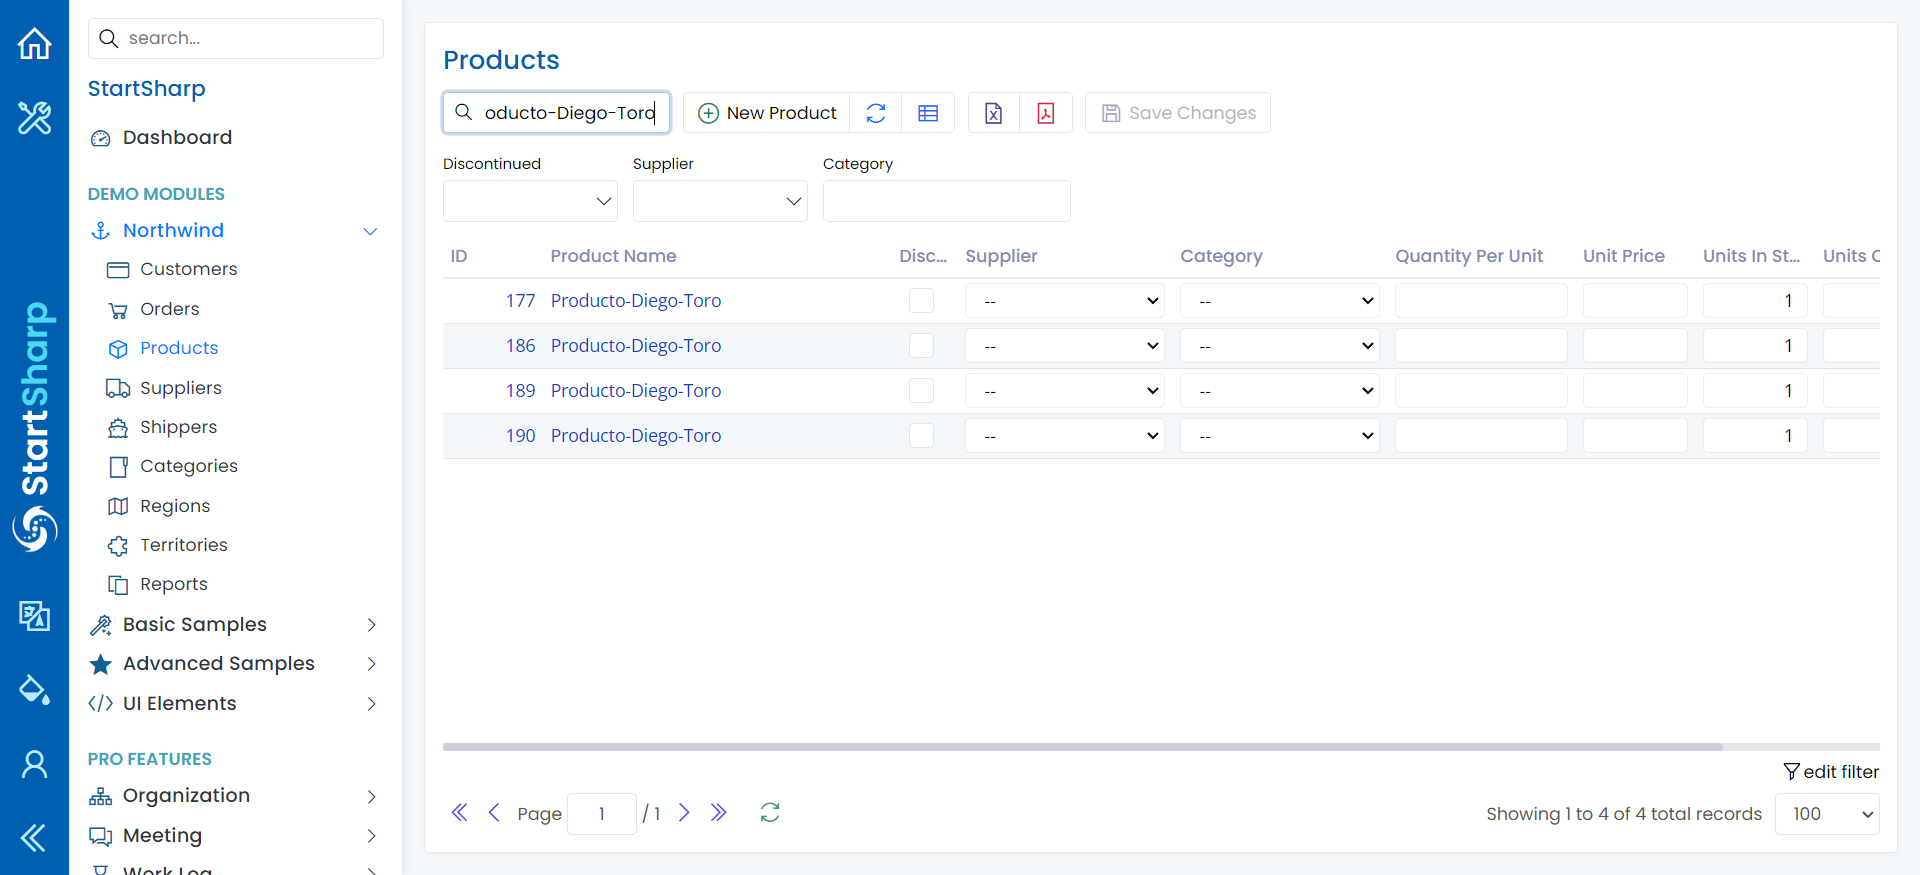 search...
StartSharp
Dashboard
DEMO MODULES
Northwind
Customers
Orders
Products
Suppliers
Shippers
Categories
Regions
Territories
Reports
Basic Samples
Advanced Samples
UI Elements
PRO FEATURES
Organization
Meeting
Work Log
StartSharp
Products
oducto-Diego-Toro
New Product
Save Changes
Discontinued Supplier Category
ID Product Name Disc... Supplier Category Quantity Per Unit Unit Price Units In St... Units O
177 Producto-Diego-Toro -- -- 1
186 Producto-Diego-Toro -- -- 1
189 Producto-Diego-Toro -- -- 1
190 Producto-Diego-Toro -- -- 1
edit filter
Page 1 / 1
Showing 1 to 4 of 4 total records 100